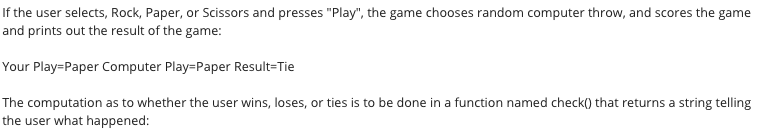 If the user selects, Rock, Paper, or Scissors and presses "Play", the game chooses random computer throw, and scores the game
and prints out the result of the game:
Your Play=Paper Computer Play=Paper Result=Tie
The computation as to whether the user wins, loses, or ties is to be done in a function named check() that returns a string telling
the user what happened: